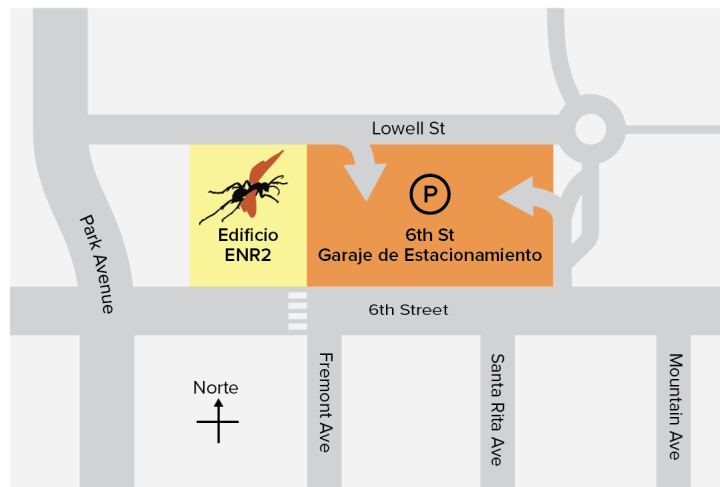 Lowell St
P
Edificio
ENR2
6th St
Garaje de Estacionamiento
Park Avenue
6th Street
Norte
Fremont Ave
Santa Rita Ave
Mountain Ave